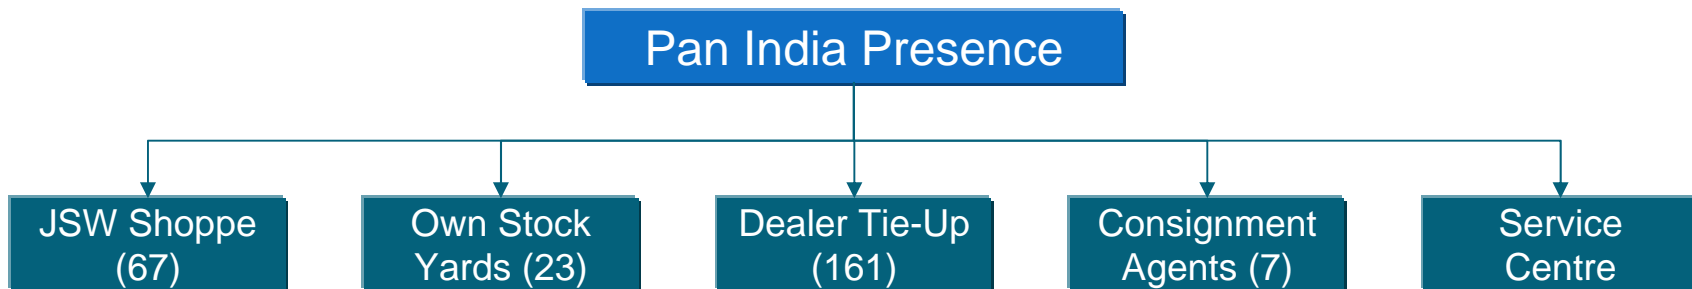 Pan India Presence
JSW Shoppe
(67)
Own Stock
Yards (23)
Dealer Tie-Up
(161)
Consignment
Agents (7)
Service
Centre